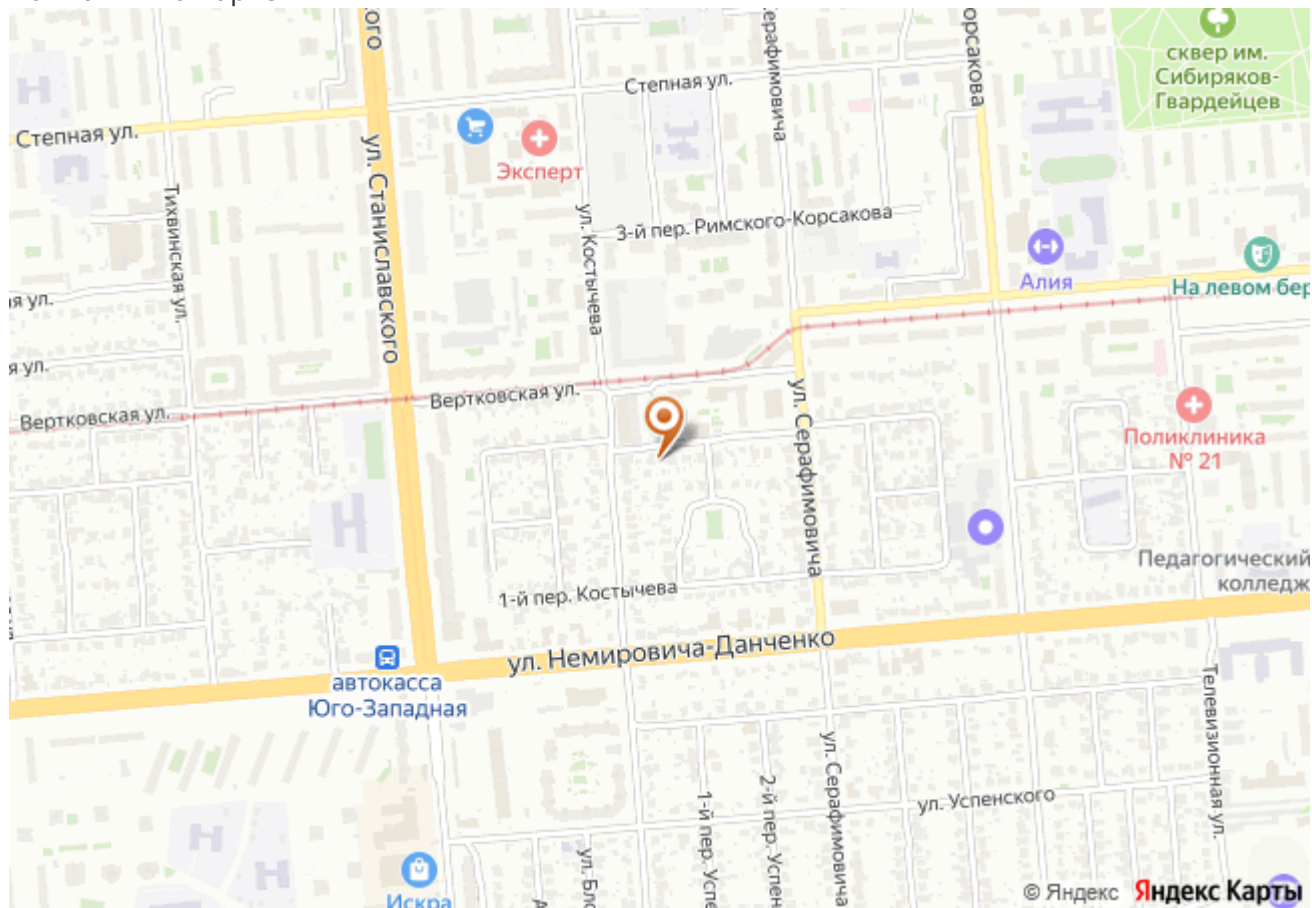 ул. Станиславского
Серафимовича
сквер им.
Сибиряков-
Гвардейцев
Степная ул.
Степная ул.
Эксперт
Тихвинская ул.
ул. Костычева
3-й пер. Римского-Корсакова
Алия
На левом бер
Вертковская ул.
Вертковская ул.
ул. Серафимовича
Поликлиника
№ 21
Педагогический
колледж
1-й пер. Костычева
ул. Немировича-Данченко
автокасса
Юго-Западная
Телевизионная ул.
ул. Серафимовича
1-й пер. Успе
2-й пер. Успен
ул. Успенского
ул. Бло
Искра
© Яндекс Яндекс Карты